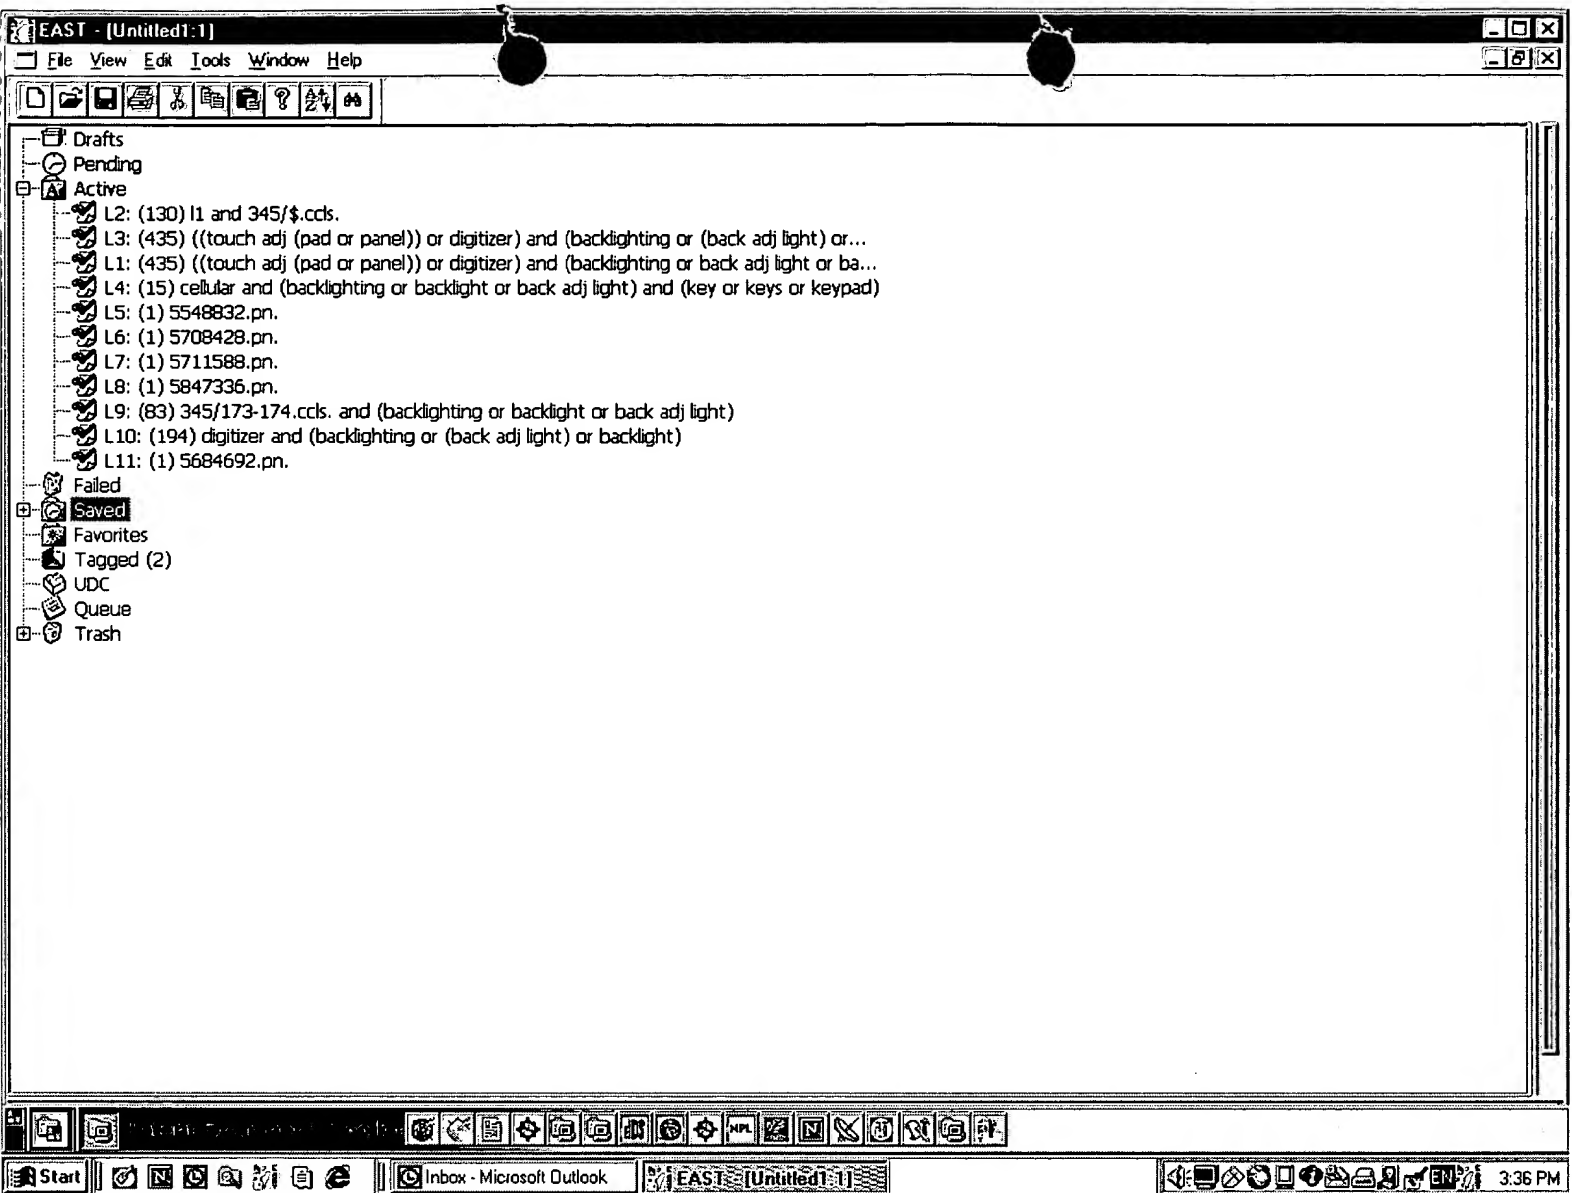 EAST - [Untitled1:1]
File View Edit Tools Window Help
Drafts
Pending
Active
L2: (130) l1 and 345/$.ccls.
L3: (435) ((touch adj (pad or panel)) or digitizer) and (backlighting or (back adj light) or...
L1: (435) ((touch adj (pad or panel)) or digitizer) and (backlighting or back adj light or ba...
L4: (15) cellular and (backlighting or backlight or back adj light) and (key or keys or keypad)
L5: (1) 5548832.pn.
L6: (1) 5708428.pn.
L7: (1) 5711588.pn.
L8: (1) 5847336.pn.
L9: (83) 345/173-174.ccls. and (backlighting or backlight or back adj light)
L10: (194) digitizer and (backlighting or (back adj light) or backlight)
L11: (1) 5684692.pn.
Failed
Saved
Favorites
Tagged (2)
UDC
Queue
Trash
MPL
Start Inbox - Microsoft Outlook EAST - [Untitled1:1] EN 3:36 PM